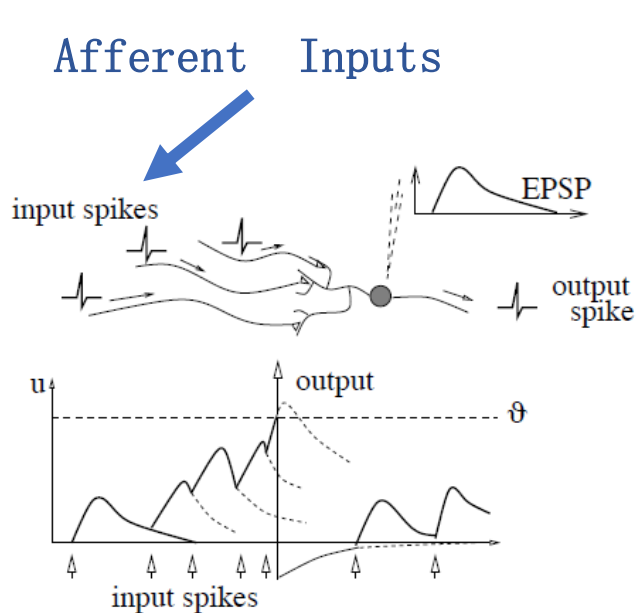 Afferent Inputs
EPSP
input spikes
output
spike
u
output
ϑ
input spikes